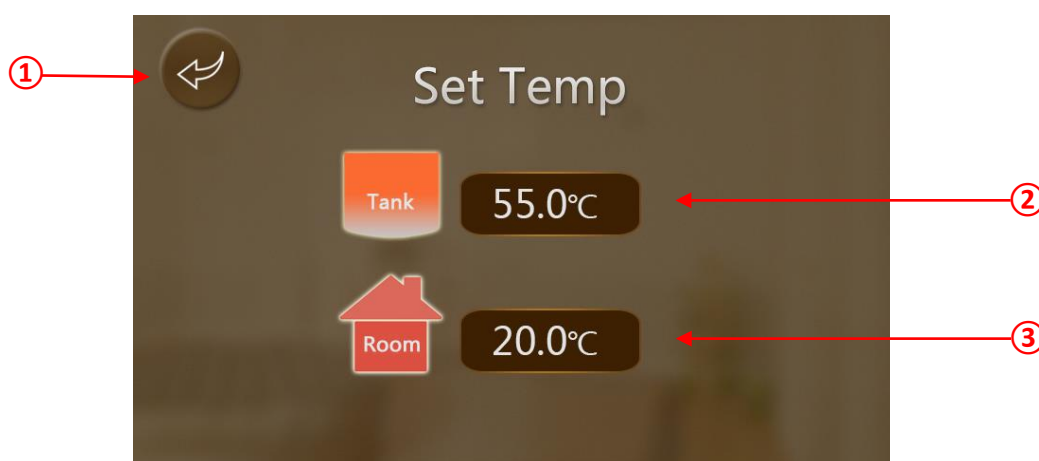 ①
Set Temp
Tank
55.0℃
②
Room
20.0℃
③